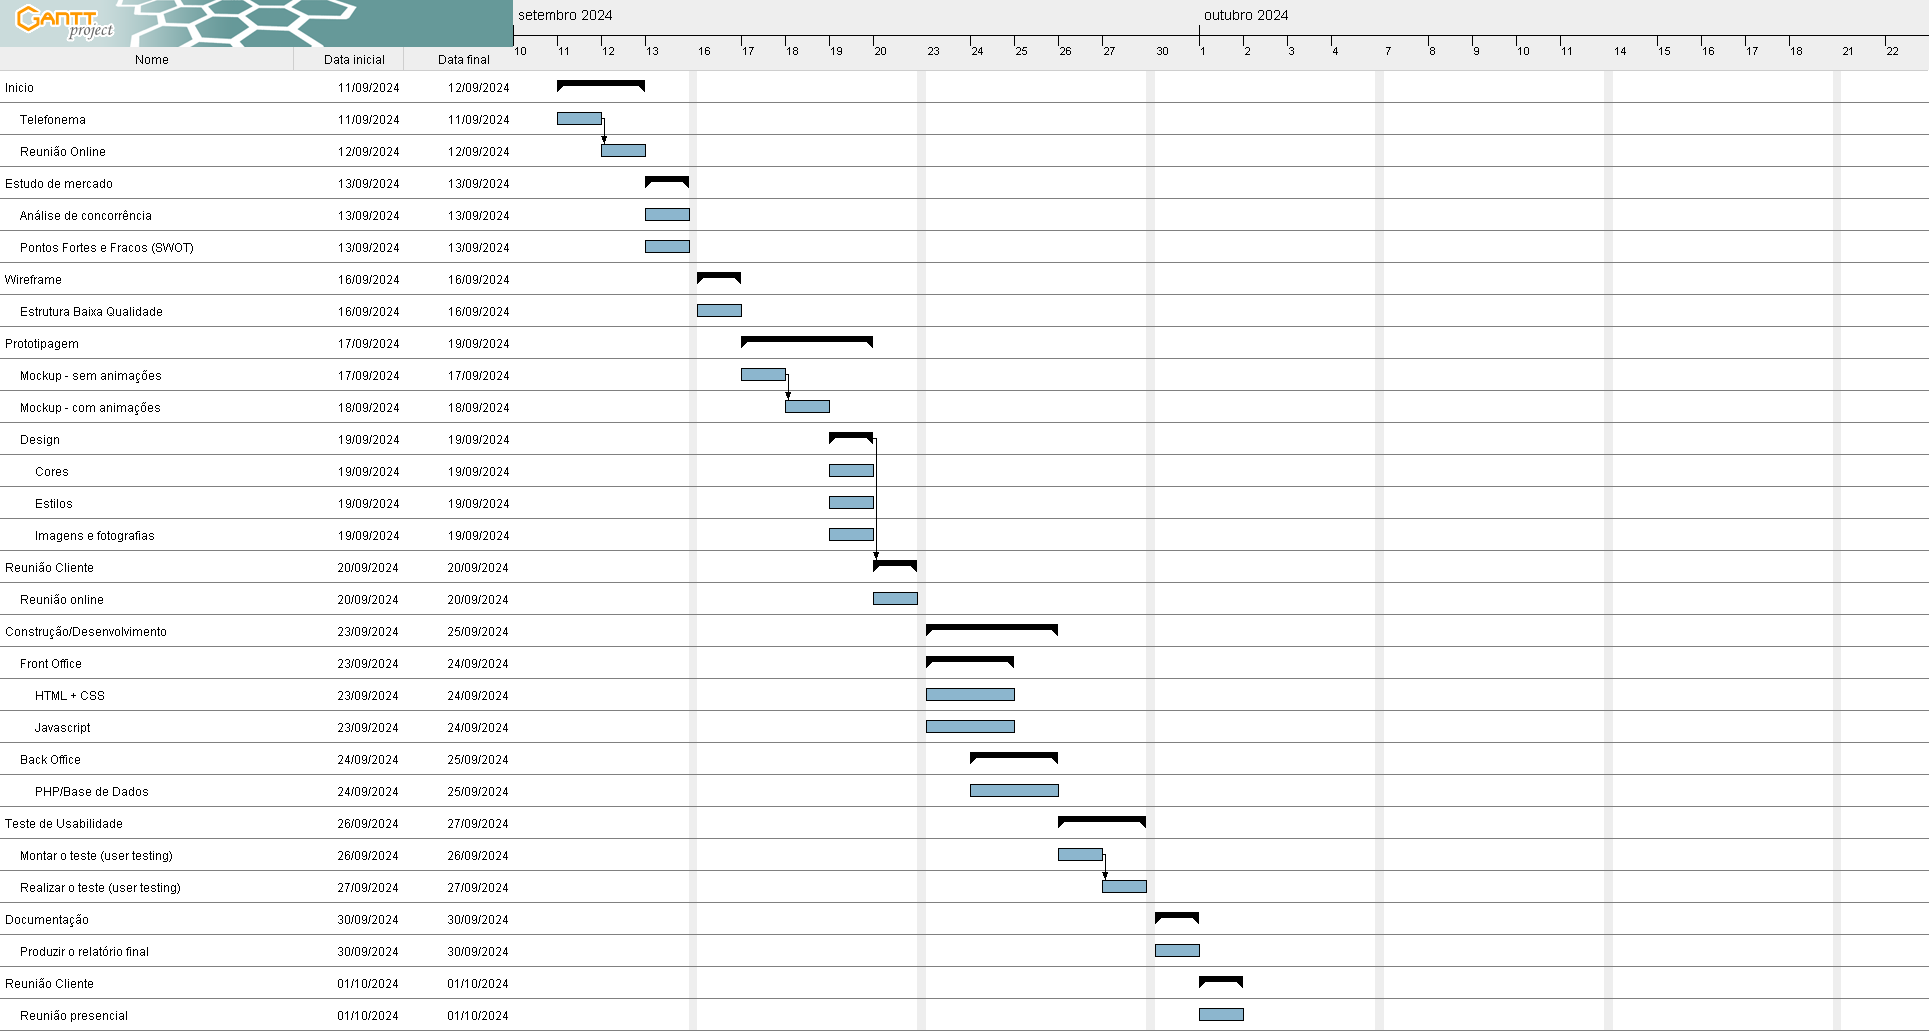 GANTT project
setembro 2024 outubro 2024
10 11 12 13 16 17 18 19 20 23 24 25 26 27 30 1 2 3 4 7 8 9 10 11 14 15 16 17 18 21 22
Nome Data inicial Data final
Inicio 11/09/2024 12/09/2024
Telefonema 11/09/2024 11/09/2024
Reunião Online 12/09/2024 12/09/2024
Estudo de mercado 13/09/2024 13/09/2024
Análise de concorrência 13/09/2024 13/09/2024
Pontos Fortes e Fracos (SWOT) 13/09/2024 13/09/2024
Wireframe 16/09/2024 16/09/2024
Estrutura Baixa Qualidade 16/09/2024 16/09/2024
Prototipagem 17/09/2024 19/09/2024
Mockup - sem animações 17/09/2024 17/09/2024
Mockup - com animações 18/09/2024 18/09/2024
Design 19/09/2024 19/09/2024
Cores 19/09/2024 19/09/2024
Estilos 19/09/2024 19/09/2024
Imagens e fotografias 19/09/2024 19/09/2024
Reunião Cliente 20/09/2024 20/09/2024
Reunião online 20/09/2024 20/09/2024
Construção/Desenvolvimento 23/09/2024 25/09/2024
Front Office 23/09/2024 24/09/2024
HTML + CSS 23/09/2024 24/09/2024
Javascript 23/09/2024 24/09/2024
Back Office 24/09/2024 25/09/2024
PHP/Base de Dados 24/09/2024 25/09/2024
Teste de Usabilidade 26/09/2024 27/09/2024
Montar o teste (user testing) 26/09/2024 26/09/2024
Realizar o teste (user testing) 27/09/2024 27/09/2024
Documentação 30/09/2024 30/09/2024
Produzir o relatório final 30/09/2024 30/09/2024
Reunião Cliente 01/10/2024 01/10/2024
Reunião presencial 01/10/2024 01/10/2024